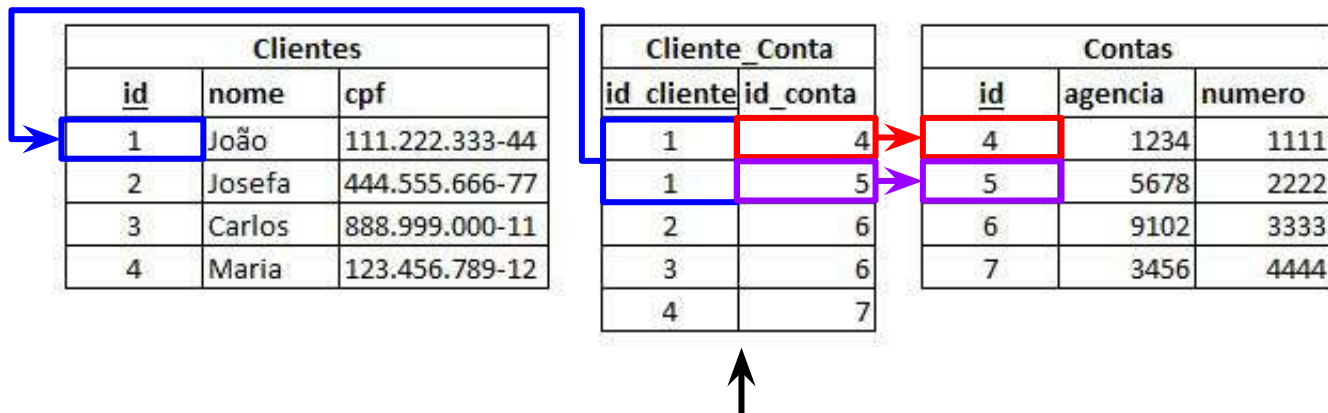 Clientes
id nome cpf
1 João 111.222.333-44
2 Josefa 444.555.666-77
3 Carlos 888.999.000-11
4 Maria 123.456.789-12
Cliente_Conta
id_cliente id_conta
1 4
1 5
2 6
3 6
4 7
Contas
id agencia numero
4 1234 1111
5 5678 2222
6 9102 3333
7 3456 4444